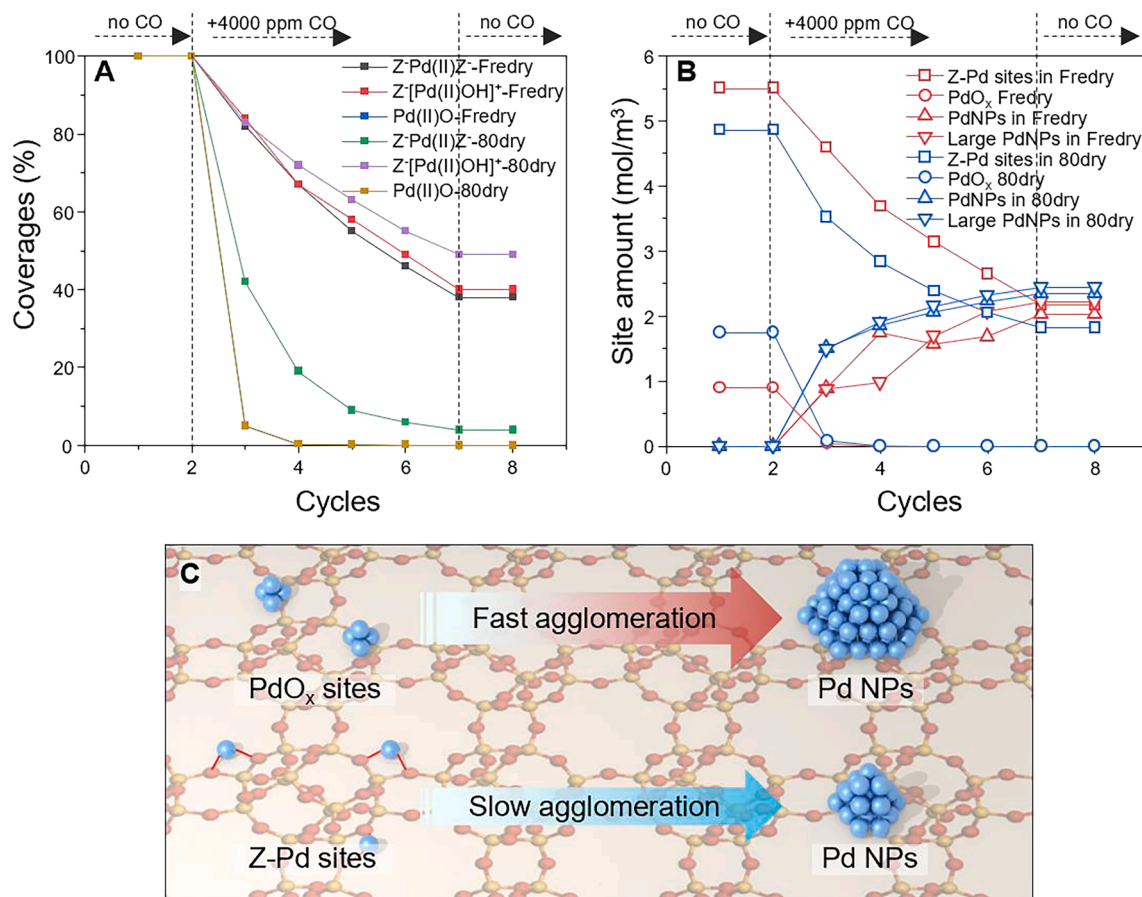 no CO
+4000 ppm CO
no CO
A
Z⁻Pd(II)Z⁻-Fredry
Z⁻[Pd(II)OH]⁺-Fredry
Pd(II)O-Fredry
Z⁻Pd(II)Z⁻-80dry
Z⁻[Pd(II)OH]⁺-80dry
Pd(II)O-80dry
100
80
60
40
20
0
Coverages (%)
0 2 4 6 8
Cycles
no CO
+4000 ppm CO
no CO
B
Z-Pd sites in Fredry
PdOₓ Fredry
PdNPs in Fredry
Large PdNPs in Fredry
Z-Pd sites in 80dry
PdOₓ 80dry
PdNPs in 80dry
Large PdNPs in 80dry
6
5
4
3
2
1
0
Site amount (mol/m³)
0 2 4 6 8
Cycles
C
Fast agglomeration
PdOₓ sites
Pd NPs
Slow agglomeration
Z-Pd sites
Pd NPs